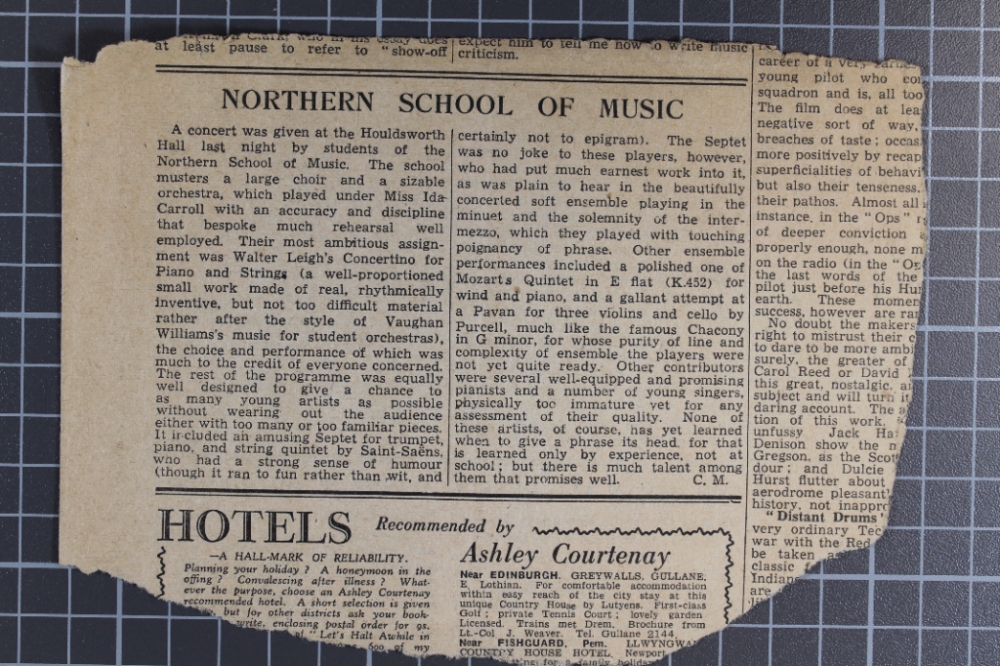 at least pause to refer to "show-off
expect him to tell me how to write music
criticism.
NORTHERN SCHOOL OF MUSIC
A concert was given at the Houldsworth
Hall last night by students of the
Northern School of Music. The school
musters a large choir and a sizable
orchestra, which played under Miss Ida
Carroll with an accuracy and discipline
that bespoke much rehearsal well
employed. Their most ambitious assign-
ment was Walter Leigh's Concertino for
Piano and Strings (a well-proportioned
small work made of real, rhythmically
inventive, but not too difficult material
rather after the style of Vaughan
Williams's music for student orchestras),
the choice and performance of which was
much to the credit of everyone concerned.
The rest of the programme was equally
well designed to give a chance to
as many young artists as possible
without wearing out the audience
either with too many or too familiar pieces.
It included an amusing Septet for trumpet,
piano, and string quintet by Saint-Saëns,
who had a strong sense of humour
(though it ran to fun rather than wit, and
certainly not to epigram). The Septet
was no joke to these players, however,
who had put much earnest work into it,
as was plain to hear in the beautifully
concerted soft ensemble playing in the
minuet and the solemnity of the inter-
mezzo, which they played with touching
poignancy of phrase. Other ensemble
performances included a polished one of
Mozart's Quintet in E flat (K.452) for
wind and piano, and a gallant attempt at
a Pavan for three violins and cello by
Purcell, much like the famous Chacony
in G minor, for whose purity of line and
complexity of ensemble the players were
not yet quite ready. Other contributors
were several well-equipped and promising
pianists and a number of young singers,
physically too immature yet for any
assessment of their quality. None of
these artists, of course, has yet learned
when to give a phrase its head, for that
is learned only by experience, not at
school; but there is much talent among
them that promises well. C. M.
career of a very
young pilot who
squadron and is, all too
The film does at
negative sort of way,
breaches of taste;
more positively by
superficialities of
but also their tenseness,
their pathos. Almost all
instance, in the "Ops"
of deeper conviction
properly enough, none
on the radio (in the
the last words of the
pilot just before his
earth. These
success, however are
No doubt the makers
right to mistrust their
to dare to be more
surely, the greater of
Carol Reed or David
this great, nostalgic,
subject and will turn it
daring account. The
tion of this work.
unfussy Jack
Denison show the
Gregson, as the
dour; and Dulcie
Hurst flutter about
aerodrome
history, not
"Distant Drums"
very ordinary
war with the Red
be taken
classic
Indians
are
HOTELS Recommended by
Ashley Courtenay
—A HALL-MARK OF RELIABILITY.
Planning your holiday? A honeymoon in the
offing? Convalescing after illness? What-
ever the purpose, choose an Ashley Courtenay
recommended hotel. A short selection is given
but for other districts ask your book-
write, enclosing postal order for 9s.
"Let's Halt Awhile in
600 of my
Near EDINBURGH. GREYWALLS, GULLANE,
E. Lothian. For comfortable accommodation
within easy reach of the city stay at this
unique Country House by Lutyens. First-class
Golf; private Tennis Court; lovely garden
Licensed. Trains met Drem. Brochure from
Lt.-Col J. Weaver. Tel. Gullane 2144
Near FISHGUARD, Pem.
COUNTRY HOUSE HOTEL, Newport
for a family